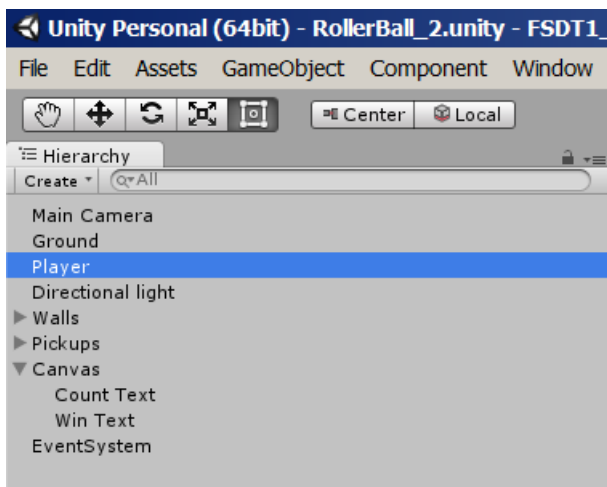 Unity Personal (64bit) - RollerBall_2.unity - FSDT1_
File Edit Assets GameObject Component Window
Center Local
Hierarchy
Create All
Main Camera
Ground
Player
Directional light
Walls
Pickups
Canvas
Count Text
Win Text
EventSystem